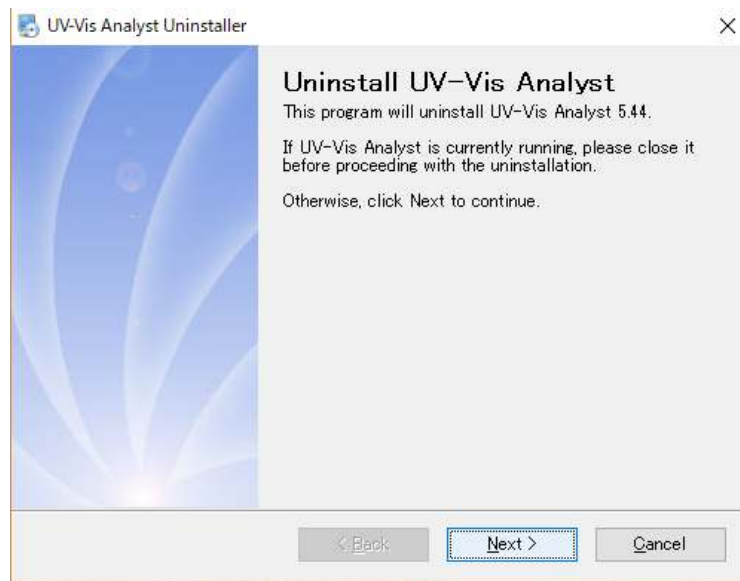 UV-Vis Analyst Uninstaller
Uninstall UV-Vis Analyst
This program will uninstall UV-Vis Analyst 5.44.
If UV-Vis Analyst is currently running, please close it
before proceeding with the uninstallation.
Otherwise, click Next to continue.
< Back
Next >
Cancel